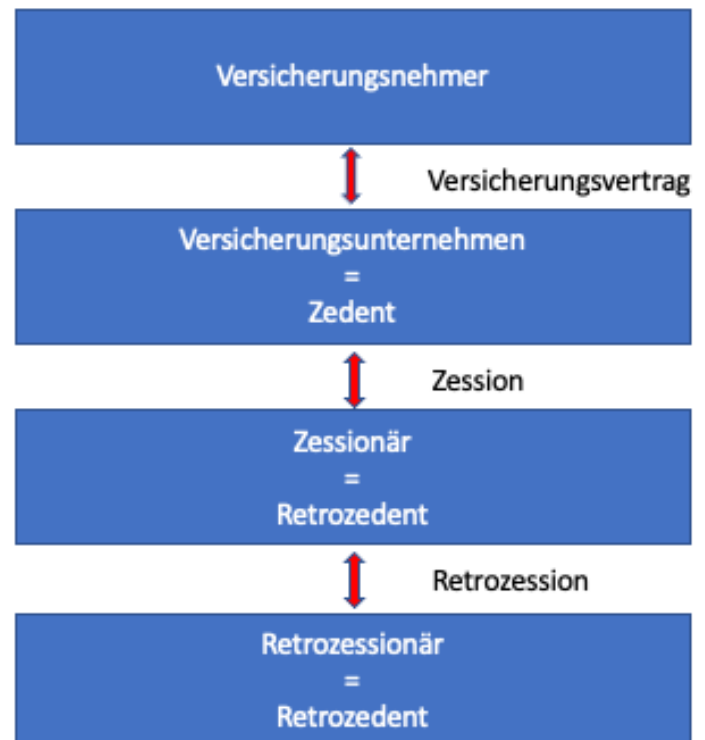 Versicherungsnehmer
Versicherungsvertrag
Versicherungsunternehmen
=
Zedent
Zession
Zessionär
=
Retrozedent
Retrozession
Retrozessionär
=
Retrozedent